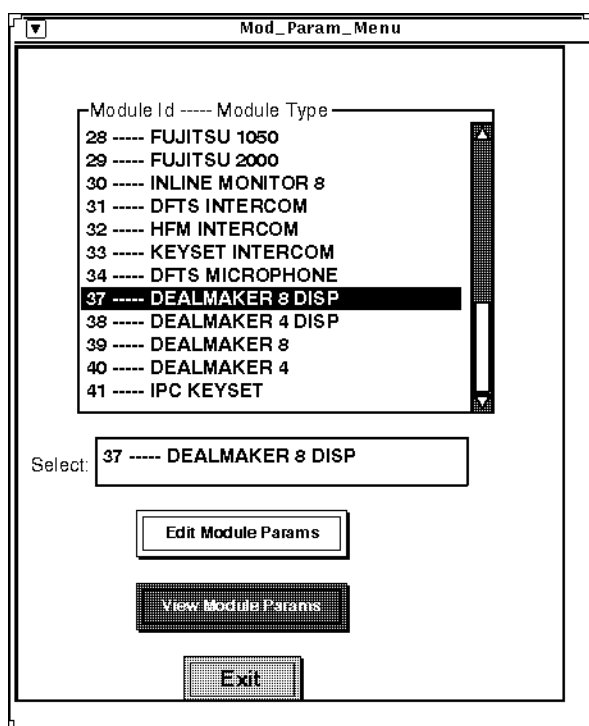 Mod_Param_Menu
Module Id ----- Module Type
28 ----- FUJITSU 1050
29 ----- FUJITSU 2000
30 ----- INLINE MONITOR 8
31 ----- DFTS INTERCOM
32 ----- HFM INTERCOM
33 ----- KEYSET INTERCOM
34 ----- DFTS MICROPHONE
37 ----- DEALMAKER 8 DISP
38 ----- DEALMAKER 4 DISP
39 ----- DEALMAKER 8
40 ----- DEALMAKER 4
41 ----- IPC KEYSET
Select: 37 ----- DEALMAKER 8 DISP
Edit Module Params
View Module Params
Exit